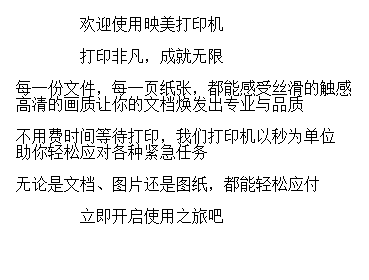 欢迎使用映美打印机
打印非凡，成就无限
每一份文件，每一页纸张，都能感受丝滑的触感
高清的画质让你的文档焕发出专业与品质
不用费时间等待打印，我们打印机以秒为单位
助你轻松应对各种紧急任务
无论是文档、图片还是图纸，都能轻松应付
立即开启使用之旅吧